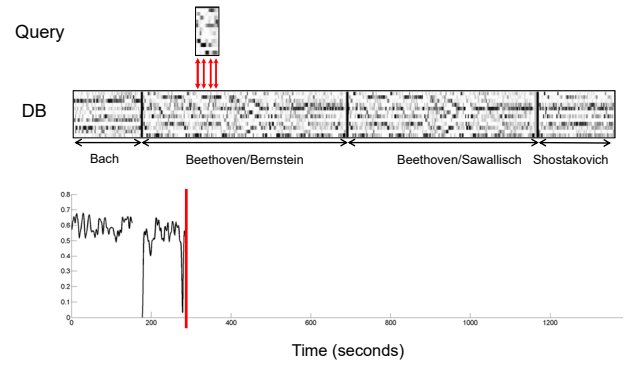 Query
DB
Bach
Beethoven/Bernstein
Beethoven/Sawallisch
Shostakovich
0.8
0.7
0.6
0.5
0.4
0.3
0.2
0.1
0
0
200
400
600
800
1000
1200
Time (seconds)